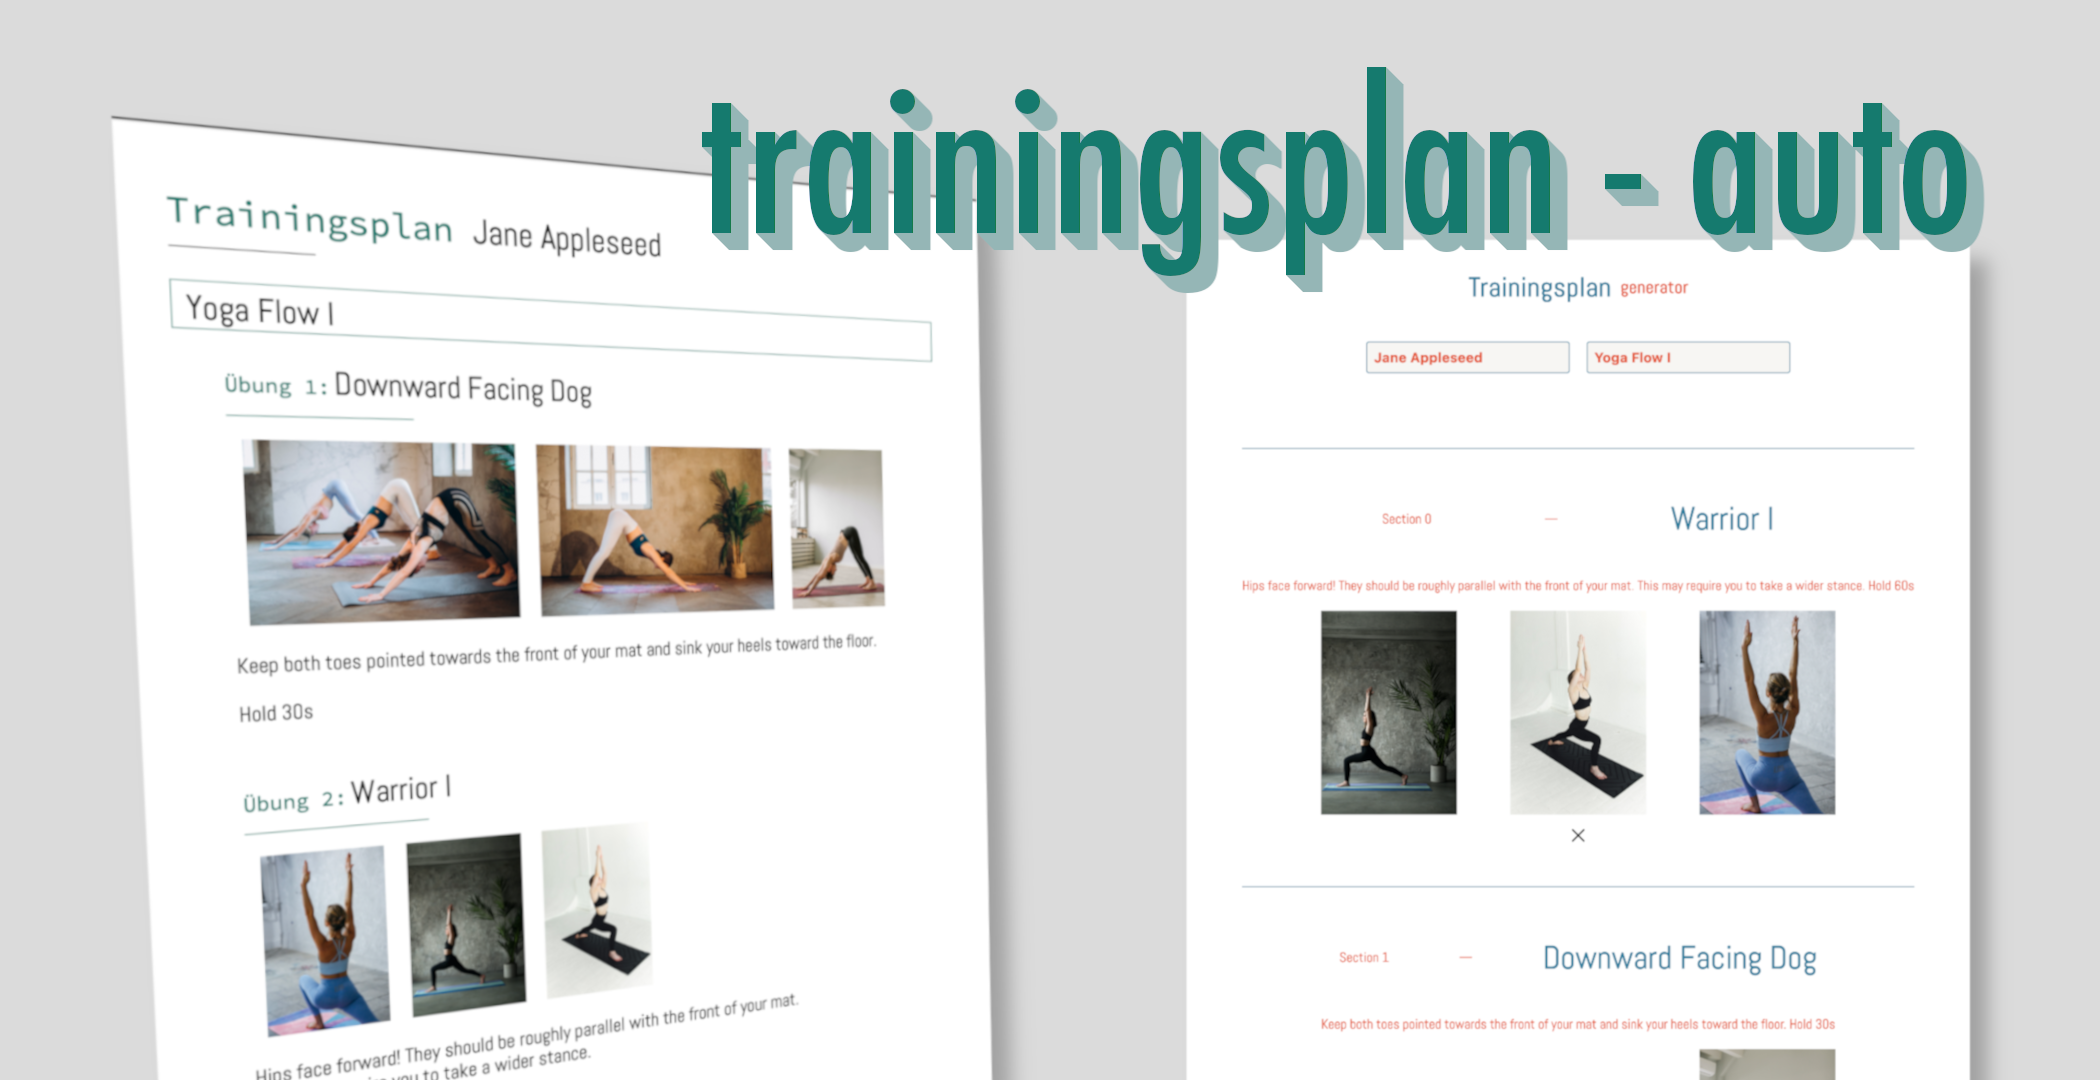 trainingsplan - auto
Trainingsplan Jane Appleseed
Yoga Flow I
Übung 1: Downward Facing Dog
Keep both toes pointed towards the front of your mat and sink your heels toward the floor.
Hold 30s
Übung 2: Warrior I
Hips face forward! They should be roughly parallel with the front of your mat.
you to take a wider stance.
Trainingsplan generator
Jane Appleseed Yoga Flow I
Section 0 — Warrior I
Hips face forward! They should be roughly parallel with the front of your mat. This may require you to take a wider stance. Hold 60s
×
Section 1 — Downward Facing Dog
Keep both toes pointed towards the front of your mat and sink your heels toward the floor. Hold 30s